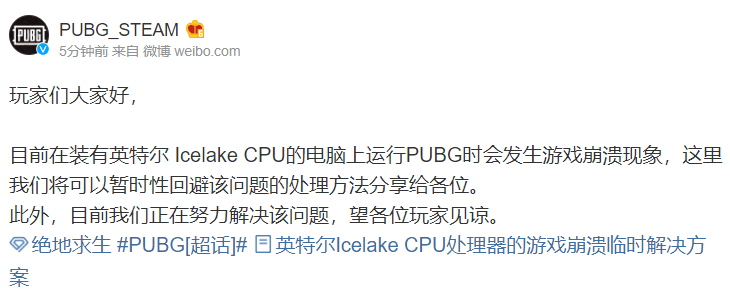 PUBG
PUBG_STEAM
5分钟前 来自 微博 weibo.com
玩家们大家好，
目前在装有英特尔 Icelake CPU的电脑上运行PUBG时会发生游戏崩溃现象，这里
我们将可以暂时性回避该问题的处理方法分享给各位。
此外，目前我们正在努力解决该问题，望各位玩家见谅。
绝地求生 #PUBG[超话]# 英特尔Icelake CPU处理器的游戏崩溃临时解决方
案